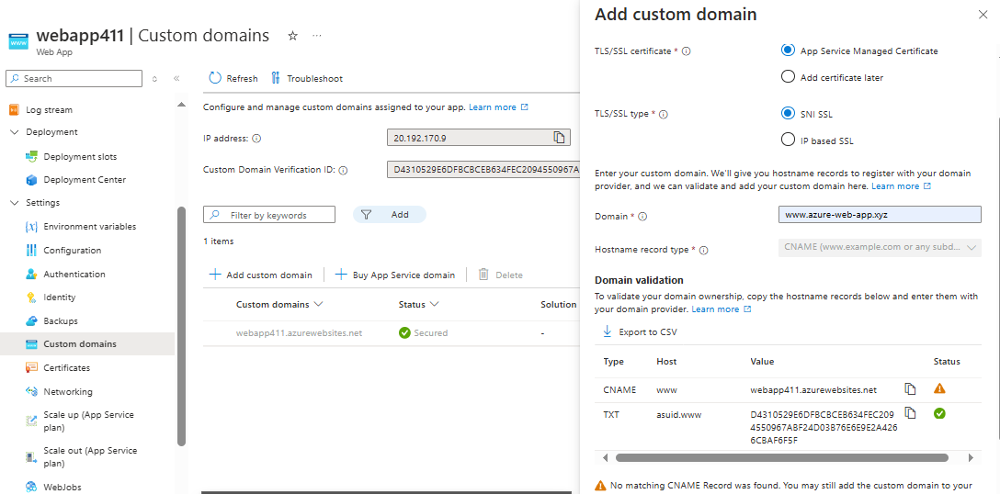 webapp411 | Custom domains
Web App
Search
Log stream
Deployment
Deployment slots
Deployment Center
Settings
Environment variables
Configuration
Authentication
Identity
Backups
Custom domains
Certificates
Networking
Scale up (App Service
plan)
Scale out (App Service
plan)
WebJobs
Refresh
Troubleshoot
Configure and manage custom domains assigned to your app. Learn more
IP address:
20.192.170.9
Custom Domain Verification ID:
D4310529E6DFBCBCEB634FEC2094550967A
Filter by keywords
Add
1 items
Add custom domain
Buy App Service domain
Delete
Custom domains
Status
Solution
webapp411.azurewebsites.net
Secured
-
Add custom domain
TLS/SSL certificate *
App Service Managed Certificate
Add certificate later
TLS/SSL type *
SNI SSL
IP based SSL
Enter your custom domain. We'll give you hostname records to register with your domain
provider, and we can validate and add your custom domain here. Learn more
Domain *
www.azure-web-app.xyz
Hostname record type *
CNAME (www.example.com or any subd...
Domain validation
To validate your domain ownership, copy the hostname records below and enter them with
your domain provider. Learn more
Export to CSV
Type Host Value Status
CNAME www webapp411.azurewebsites.net
TXT asuid.www D4310529E6DFBCBCEB634FEC209
4550967ABF24D03B76E6E9E2A426
6CBAF6F5F
No matching CNAME Record was found. You may still add the custom domain to your